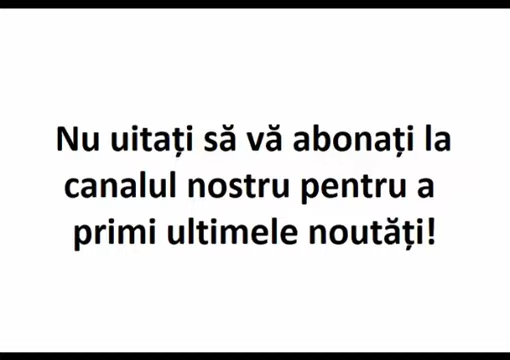 Nu uitați să vă abonați la
canalul nostru pentru a
primi ultimele noutăți!